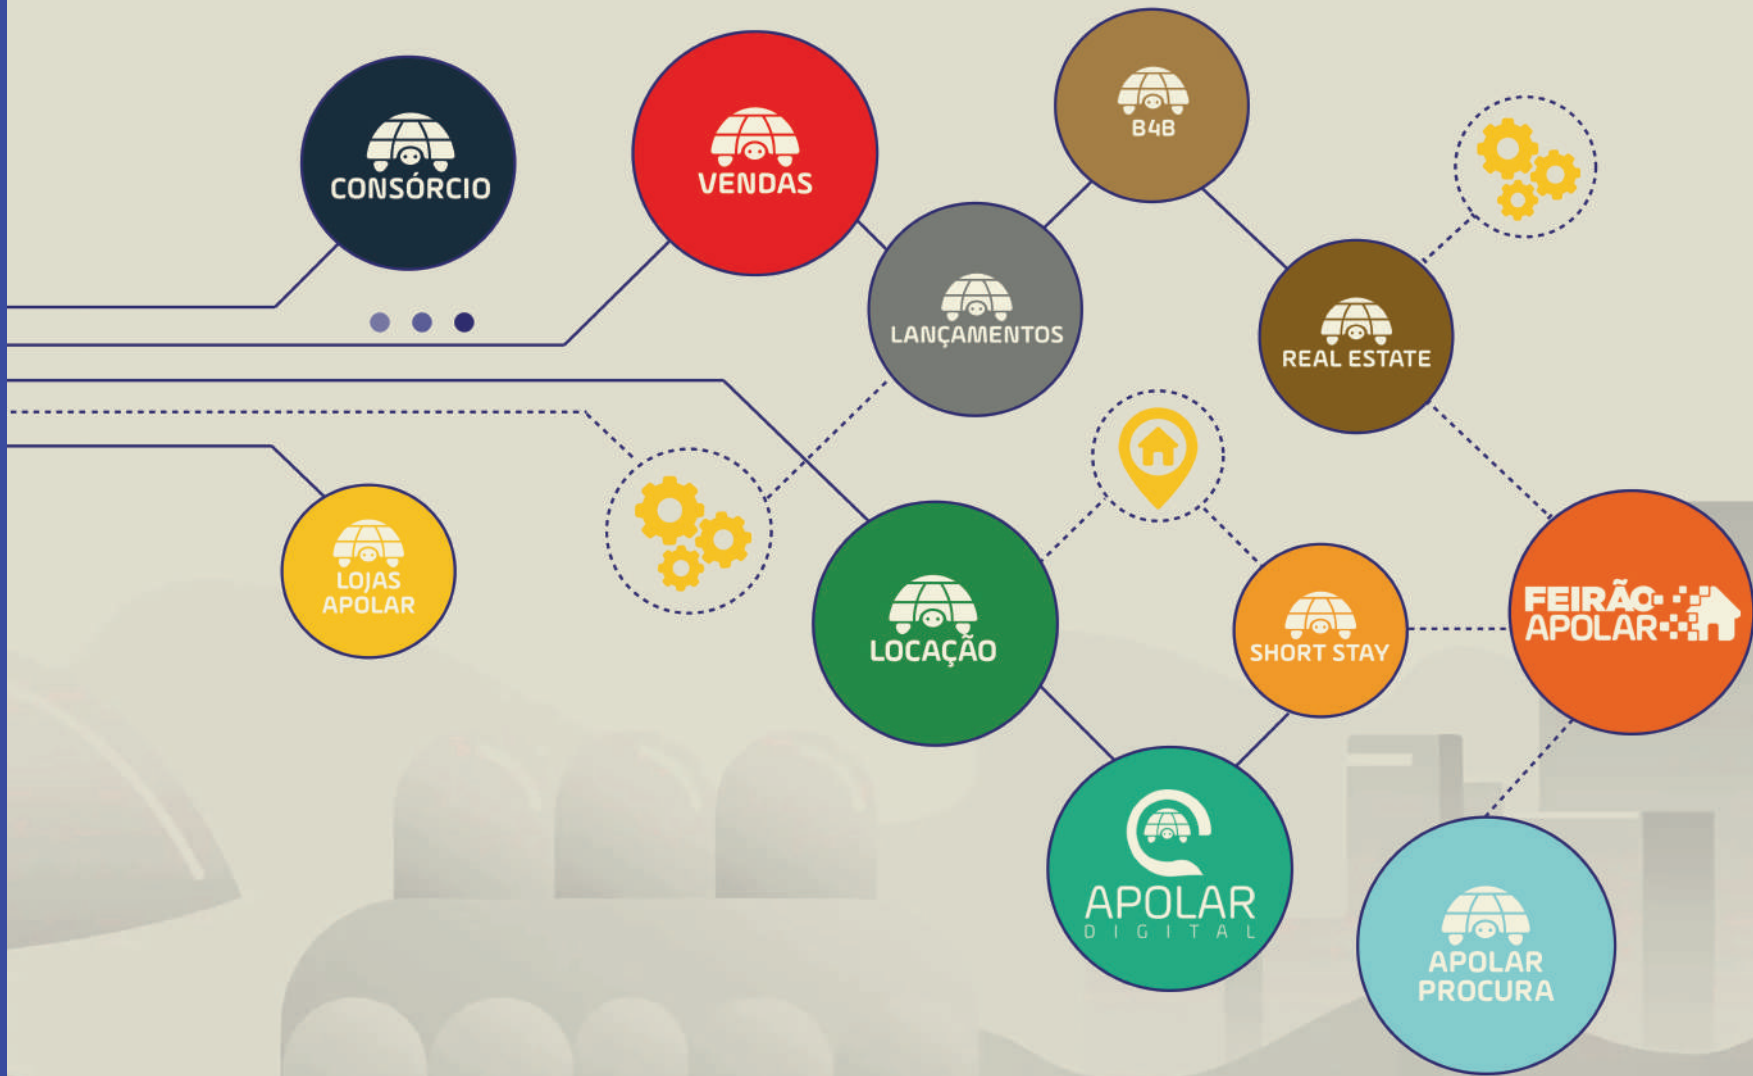 CONSÓRCIO
VENDAS
B4B
LANÇAMENTOS
REAL ESTATE
LOJAS
APOLAR
LOCAÇÃO
SHORT STAY
FEIRÃO
APOLAR
APOLAR
DIGITAL
APOLAR
PROCURA